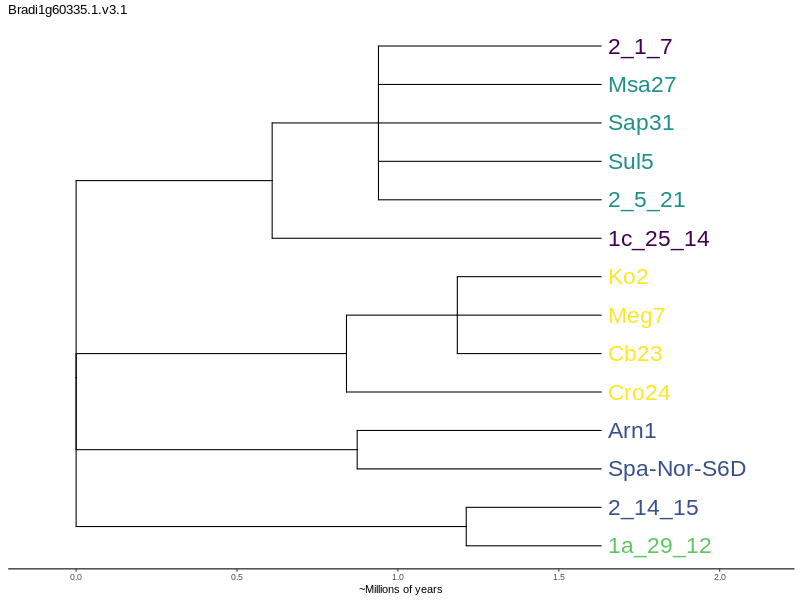 Bradi1g60335.1.v3.1
2_1_7
Msa27
Sap31
Sul5
2_5_21
1c_25_14
Ko2
Meg7
Cb23
Cro24
Arn1
Spa-Nor-S6D
2_14_15
1a_29_12
0.0 0.5 1.0 1.5 2.0
~Millions of years